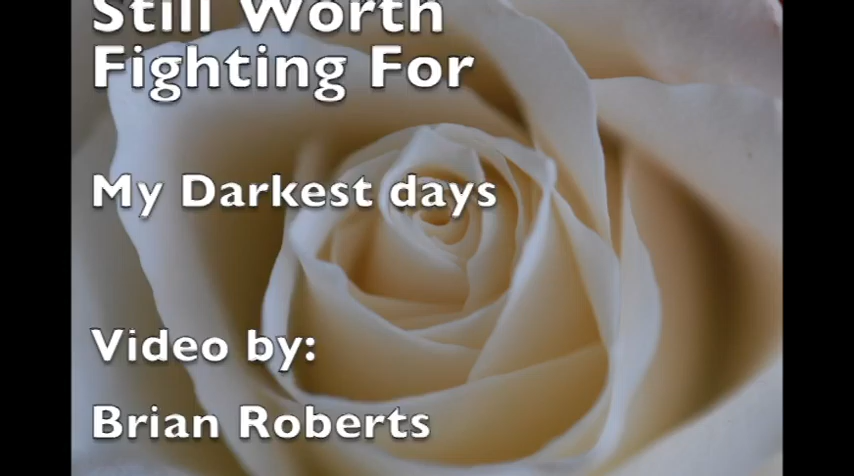 Still Worth
Fighting For
My Darkest days
Video by:
Brian Roberts